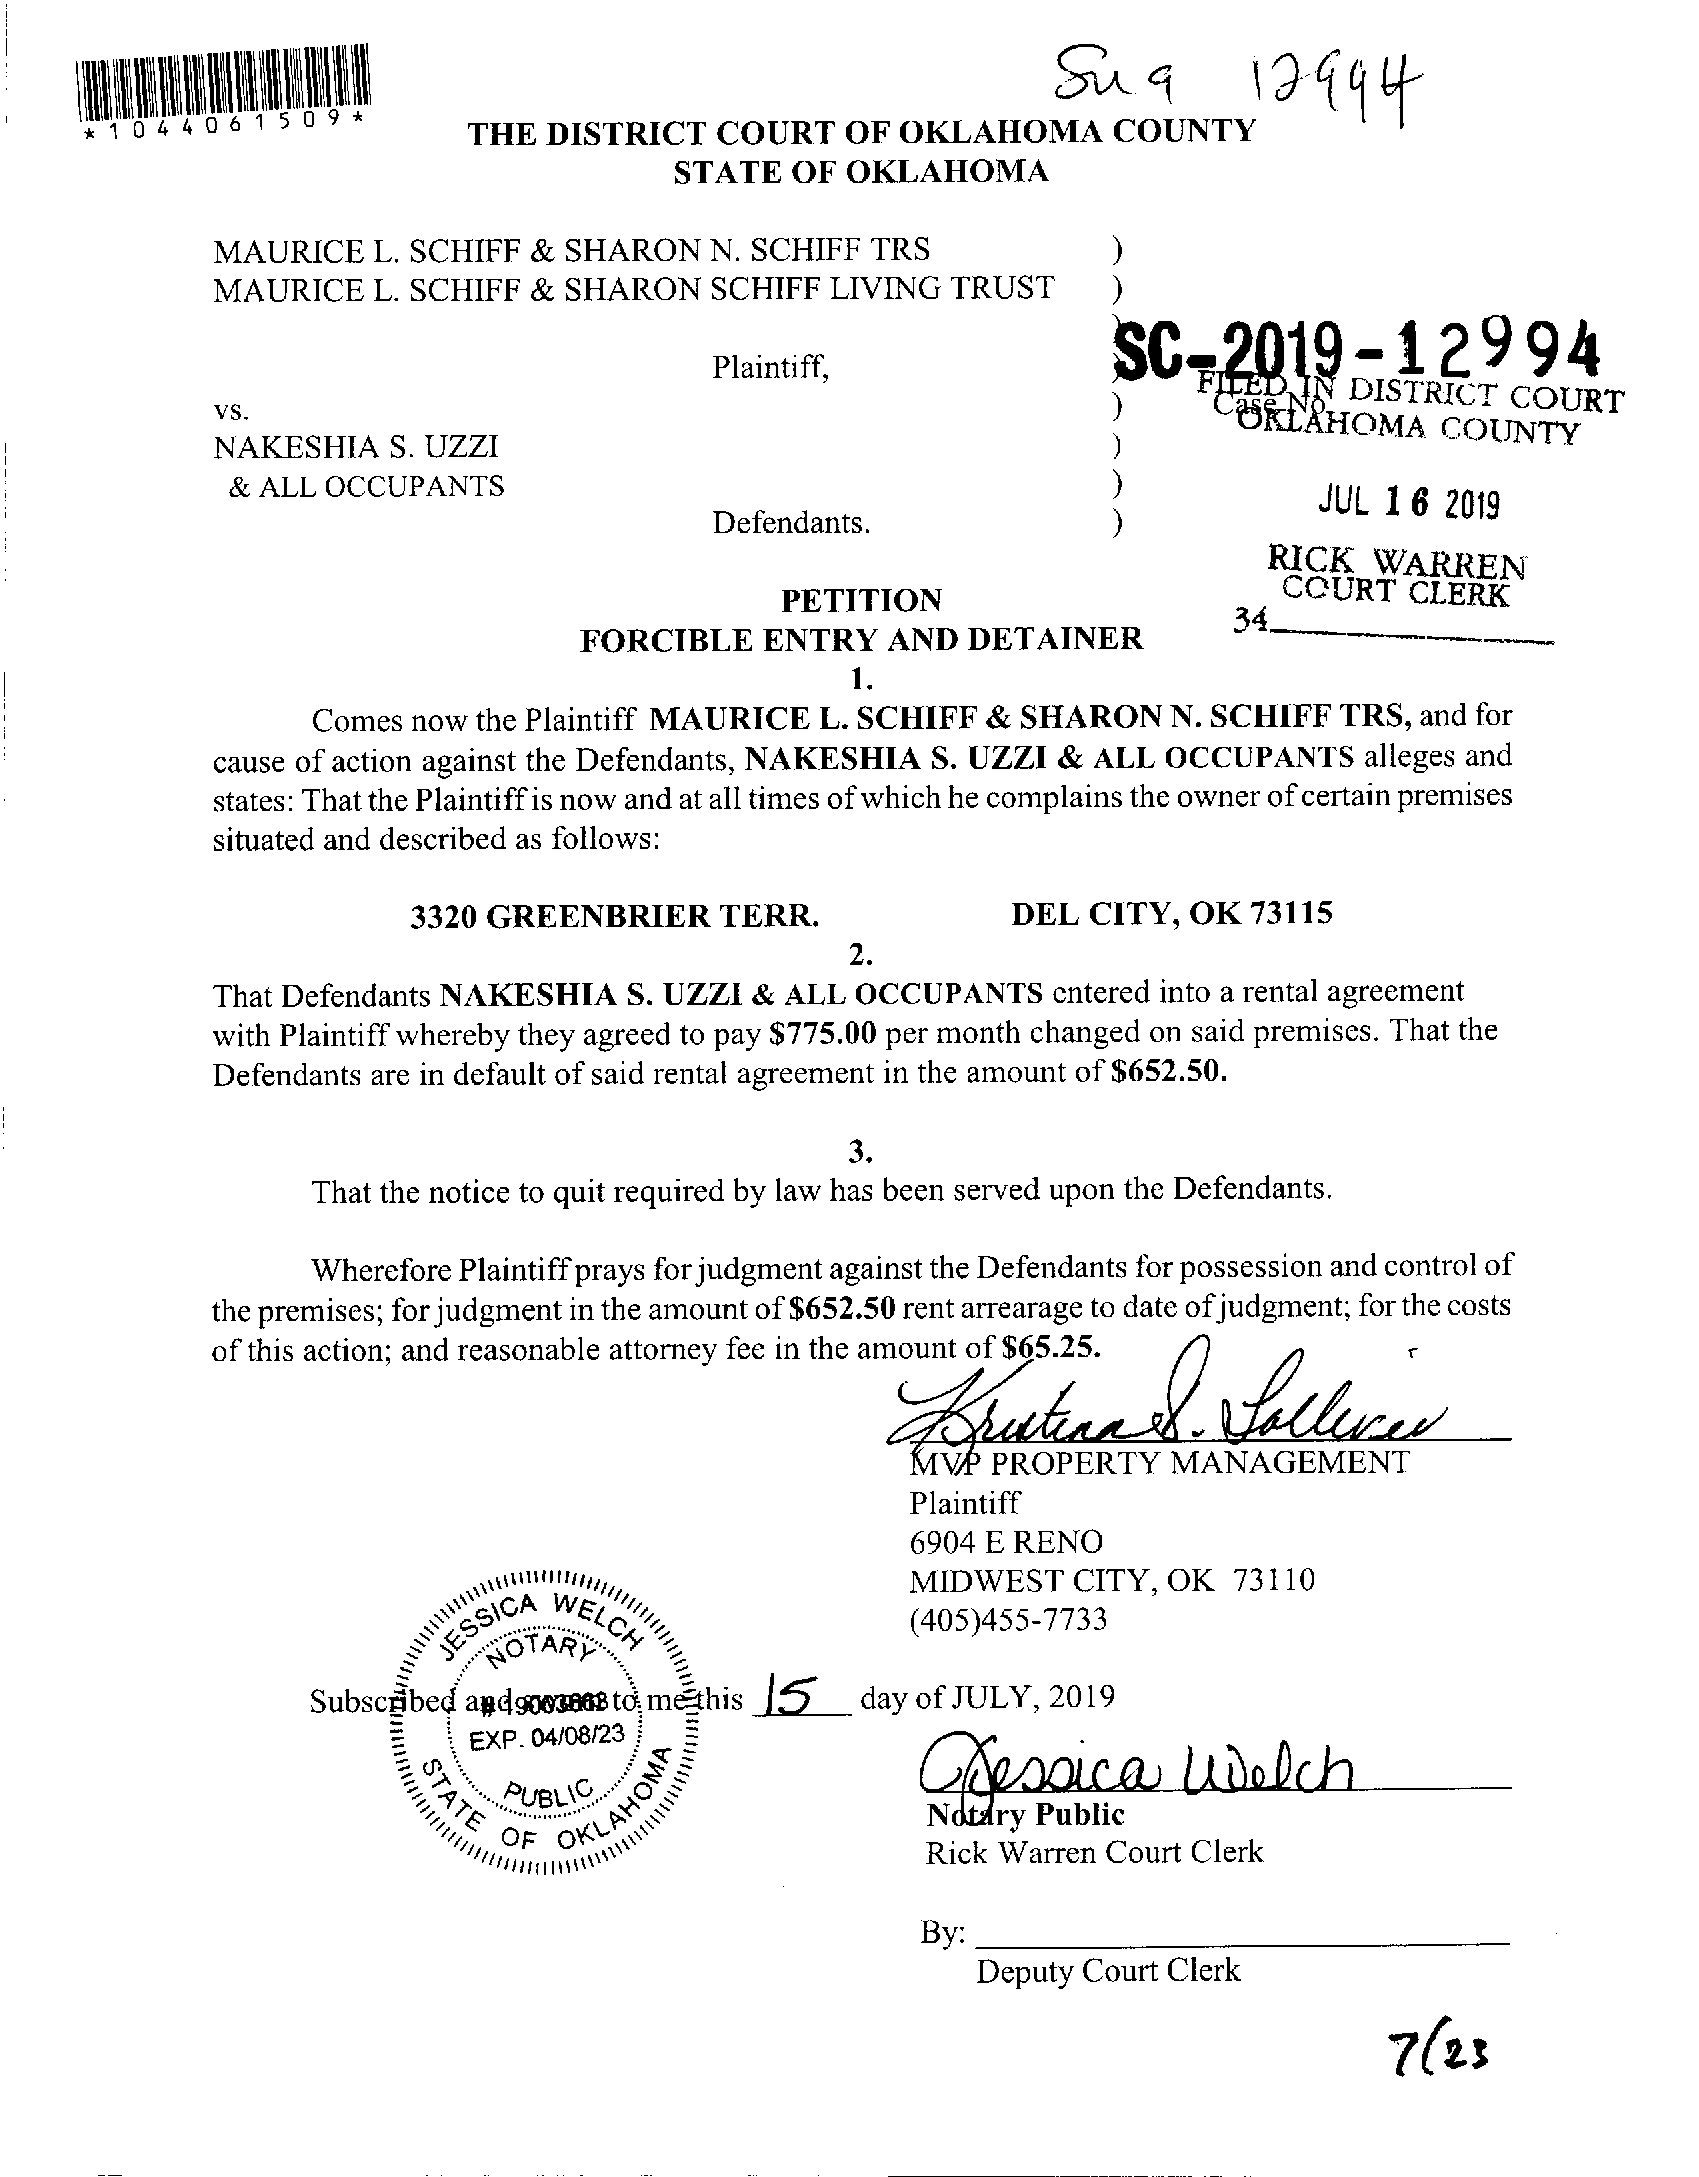 *1044061509*
12994
THE DISTRICT COURT OF OKLAHOMA COUNTY
STATE OF OKLAHOMA
MAURICE L. SCHIFF & SHARON N. SCHIFF TRS )
MAURICE L. SCHIFF & SHARON SCHIFF LIVING TRUST )
)
SC-2019-12994
Plaintiff, )
FILED IN DISTRICT COURT
vs. ) Case No.
OKLAHOMA COUNTY
NAKESHIA S. UZZI )
& ALL OCCUPANTS )
JUL 16 2019
Defendants. )
RICK WARREN
COURT CLERK
34
PETITION
FORCIBLE ENTRY AND DETAINER
1.
Comes now the Plaintiff MAURICE L. SCHIFF & SHARON N. SCHIFF TRS, and for
cause of action against the Defendants, NAKESHIA S. UZZI & ALL OCCUPANTS alleges and
states: That the Plaintiff is now and at all times of which he complains the owner of certain premises
situated and described as follows:
3320 GREENBRIER TERR. DEL CITY, OK 73115
2.
That Defendants NAKESHIA S. UZZI & ALL OCCUPANTS entered into a rental agreement
with Plaintiff whereby they agreed to pay $775.00 per month changed on said premises. That the
Defendants are in default of said rental agreement in the amount of $652.50.
3.
That the notice to quit required by law has been served upon the Defendants.
Wherefore Plaintiff prays for judgment against the Defendants for possession and control of
the premises; for judgment in the amount of $652.50 rent arrearage to date of judgment; for the costs
of this action; and reasonable attorney fee in the amount of $65.25.
MVP PROPERTY MANAGEMENT
Plaintiff
6904 E RENO
MIDWEST CITY, OK 73110
(405)455-7733
JESSICA WELCH
NOTARY
Subscribed and to me this 15 day of JULY, 2019
EXP. 04/08/23
PUBLIC
STATE OF OKLAHOMA
Jessica Welch
Notary Public
Rick Warren Court Clerk
By:
Deputy Court Clerk
7/23